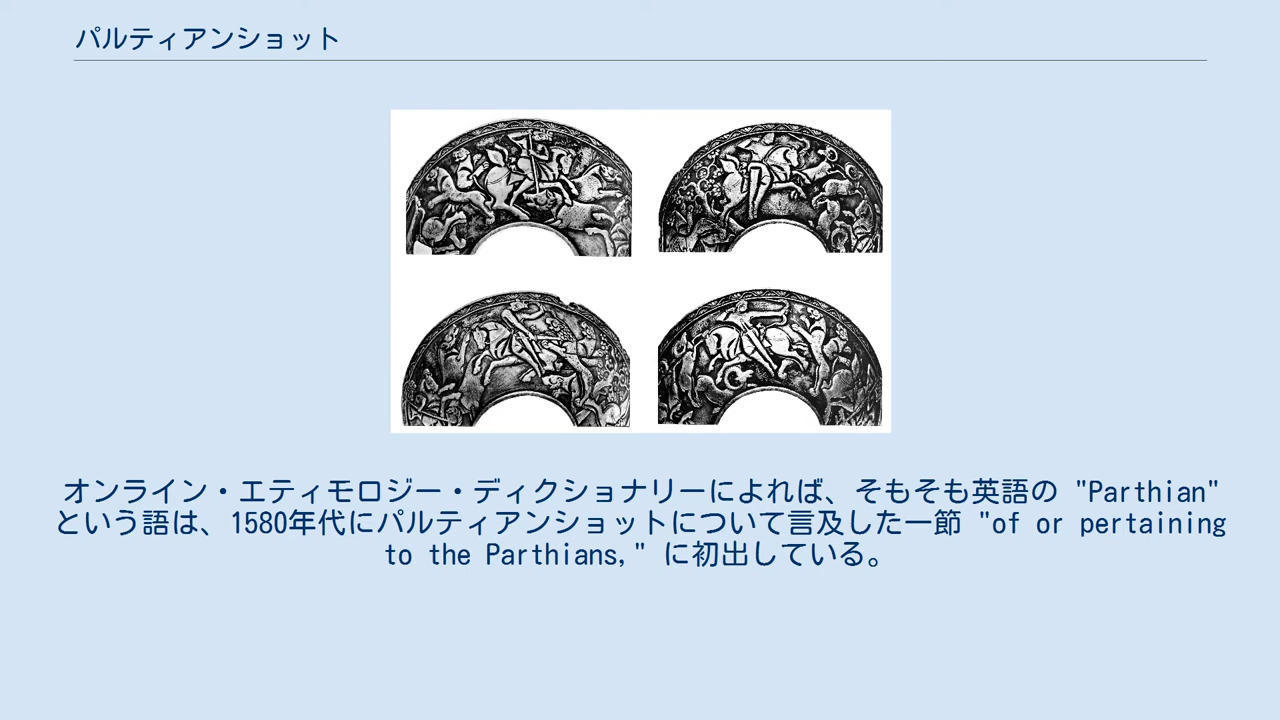 パルティアンショット
オンライン・エティモロジー・ディクショナリーによれば、そもそも英語の "Parthian"
という語は、1580年代にパルティアンショットについて言及した一節 "of or pertaining
to the Parthians," に初出している。